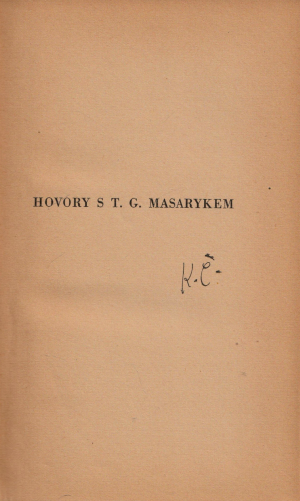 HOVORY S T. G. MASARYKEM
K.Č.